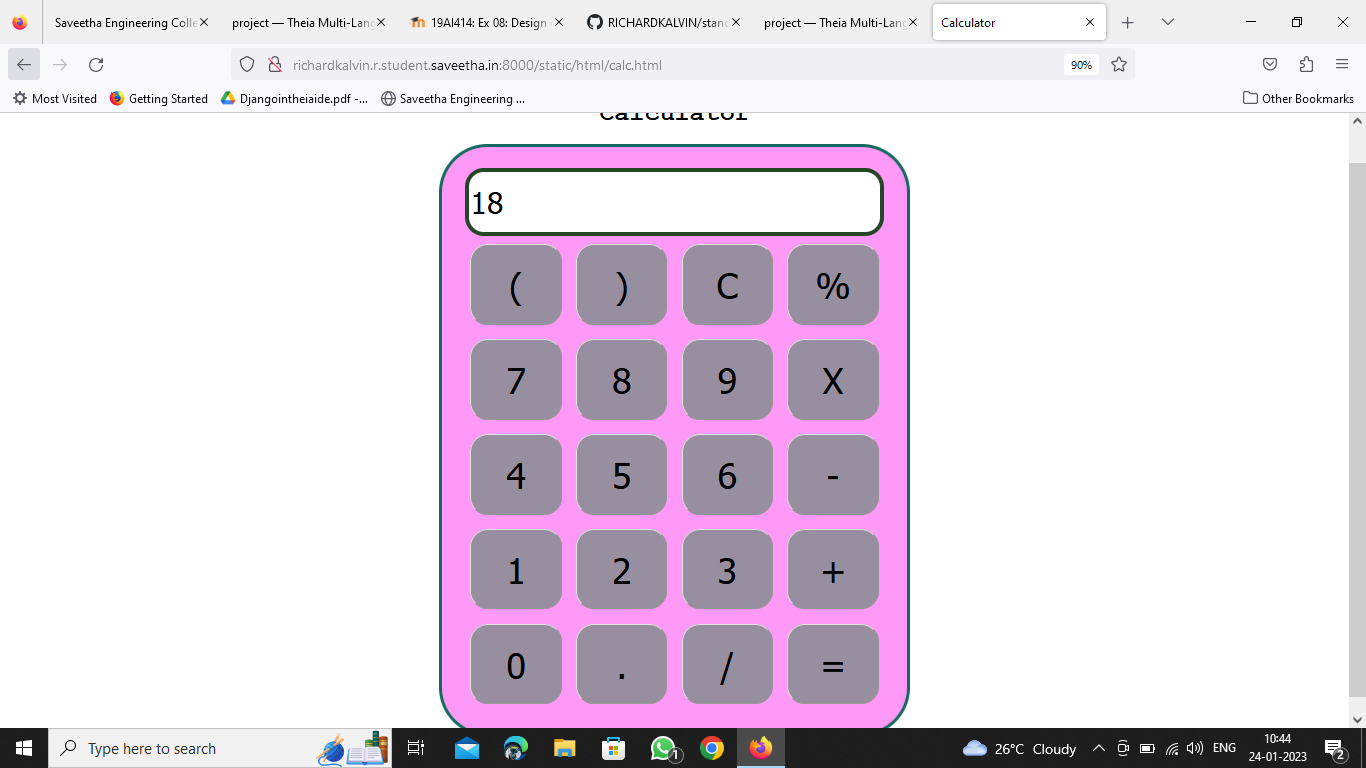 Saveetha Engineering Colle
project — Theia Multi-Lang
19AI414: Ex 08: Design
RICHARDKALVIN/stand
project — Theia Multi-Lang
Calculator
richardkalvin.r.student.saveetha.in:8000/static/html/calc.html
90%
Most Visited
Getting Started
Djangointheiaide.pdf -...
Saveetha Engineering ...
Other Bookmarks
Calculator
18
( ) C %
7 8 9 X
4 5 6 -
1 2 3 +
0 . / =
Type here to search
1
26°C Cloudy
ENG
10:44
24-01-2023
2